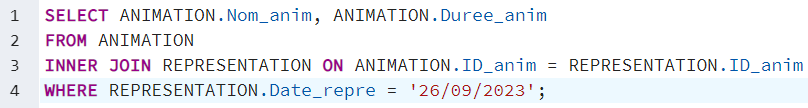 1 SELECT ANIMATION.Nom_anim, ANIMATION.Duree_anim
2 FROM ANIMATION
3 INNER JOIN REPRESENTATION ON ANIMATION.ID_anim = REPRESENTATION.ID_anim
4 WHERE REPRESENTATION.Date_repre = '26/09/2023';